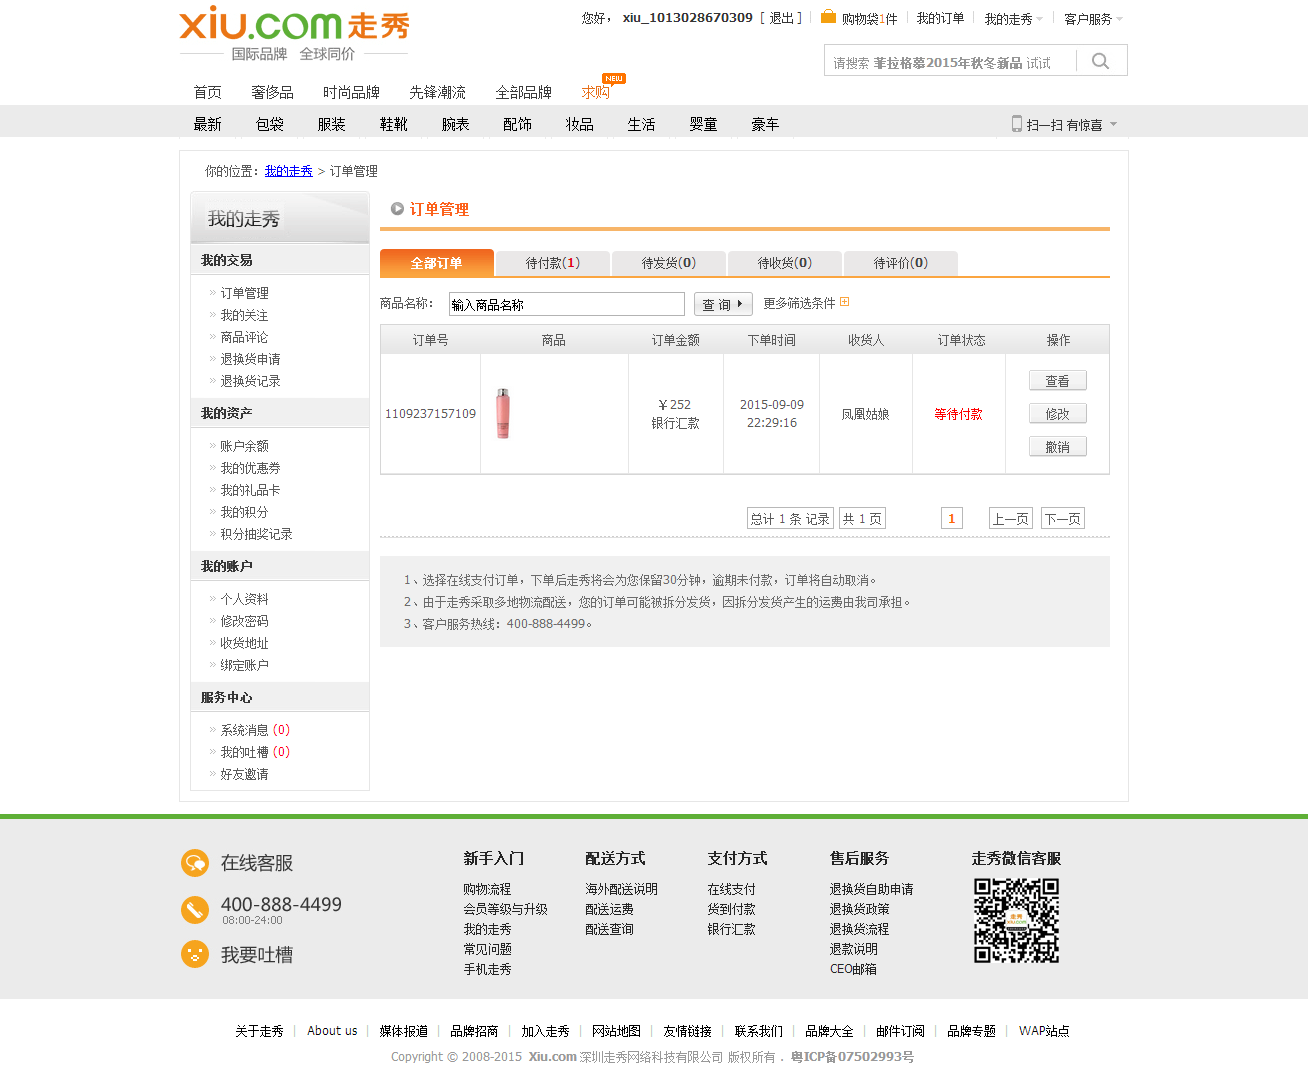 xiu.com走秀
国际品牌 全球同价
您好， xiu_1013028670309 [ 退出 ]
购物袋1件
我的订单
我的走秀
客户服务
请搜索 菲拉格慕2015年秋冬新品 试试
首页 奢侈品 时尚品牌 先锋潮流 全部品牌 求购 NEW
最新 包袋 服装 鞋靴 腕表 配饰 妆品 生活 婴童 豪车
扫一扫 有惊喜
你的位置：我的走秀 > 订单管理
我的走秀
我的交易
» 订单管理
» 我的关注
» 商品评论
» 退换货申请
» 退换货记录
我的资产
» 账户余额
» 我的优惠券
» 我的礼品卡
» 我的积分
» 积分抽奖记录
我的账户
» 个人资料
» 修改密码
» 收货地址
» 绑定账户
服务中心
» 系统消息 (0)
» 我的吐槽 (0)
» 好友邀请
订单管理
全部订单 待付款(1) 待发货(0) 待收货(0) 待评价(0)
商品名称： 输入商品名称 查 询 更多筛选条件
订单号 商品 订单金额 下单时间 收货人 订单状态 操作
1109237157109
￥252
银行汇款
2015-09-09
22:29:16
凤凰姑娘
等待付款
查看
修改
撤销
总计 1 条 记录 共 1 页 1 上一页 下一页
1、选择在线支付订单，下单后走秀将会为您保留30分钟，逾期未付款，订单将自动取消。
2、由于走秀采取多地物流配送，您的订单可能被拆分发货，因拆分发货产生的运费由我司承担。
3、客户服务热线：400-888-4499。
在线客服
400-888-4499
08:00-24:00
我要吐槽
新手入门
购物流程
会员等级与升级
我的走秀
常见问题
手机走秀
配送方式
海外配送说明
配送运费
配送查询
支付方式
在线支付
货到付款
银行汇款
售后服务
退换货自助申请
退换货政策
退换货流程
退款说明
CEO邮箱
走秀微信客服
走秀
xiu.com
关于走秀 | About us | 媒体报道 | 品牌招商 | 加入走秀 | 网站地图 | 友情链接 | 联系我们 | 品牌大全 | 邮件订阅 | 品牌专题 | WAP站点
Copyright © 2008-2015 Xiu.com 深圳走秀网络科技有限公司 版权所有 . 粤ICP备07502993号